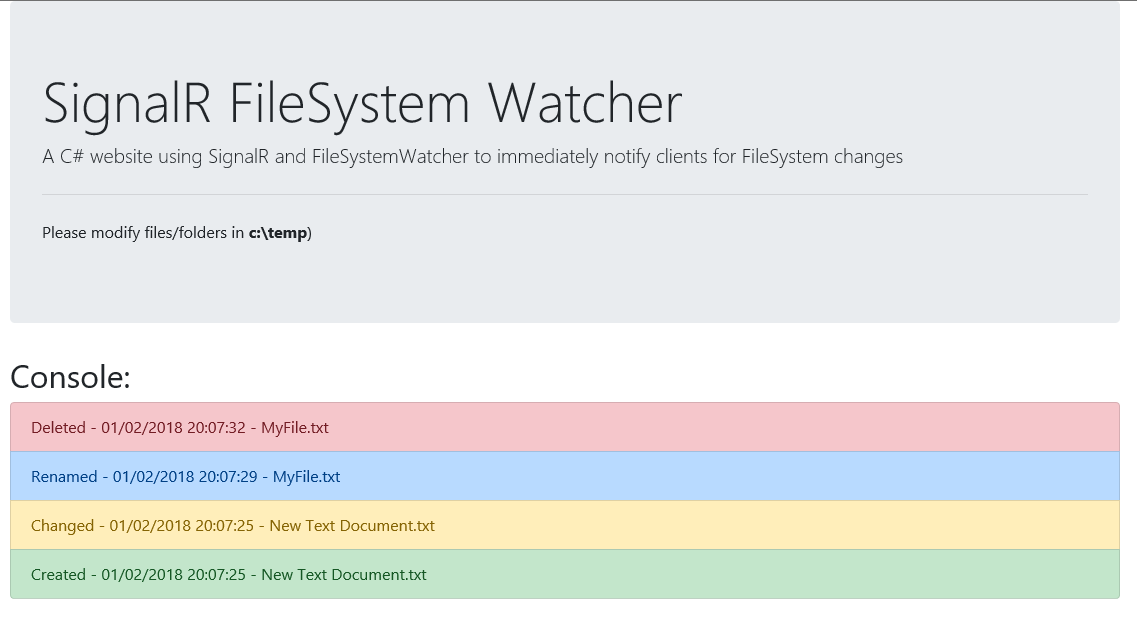 SignalR FileSystem Watcher
A C# website using SignalR and FileSystemWatcher to immediately notify clients for FileSystem changes
Please modify files/folders in c:\temp)
Console:
Deleted - 01/02/2018 20:07:32 - MyFile.txt
Renamed - 01/02/2018 20:07:29 - MyFile.txt
Changed - 01/02/2018 20:07:25 - New Text Document.txt
Created - 01/02/2018 20:07:25 - New Text Document.txt